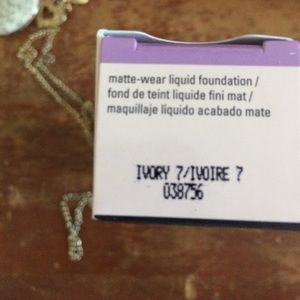 matte-wear liquid foundation /
fond de teint liquide fini mat /
maquillaje líquido acabado mate
IVORY 7/IVOIRE 7
038756